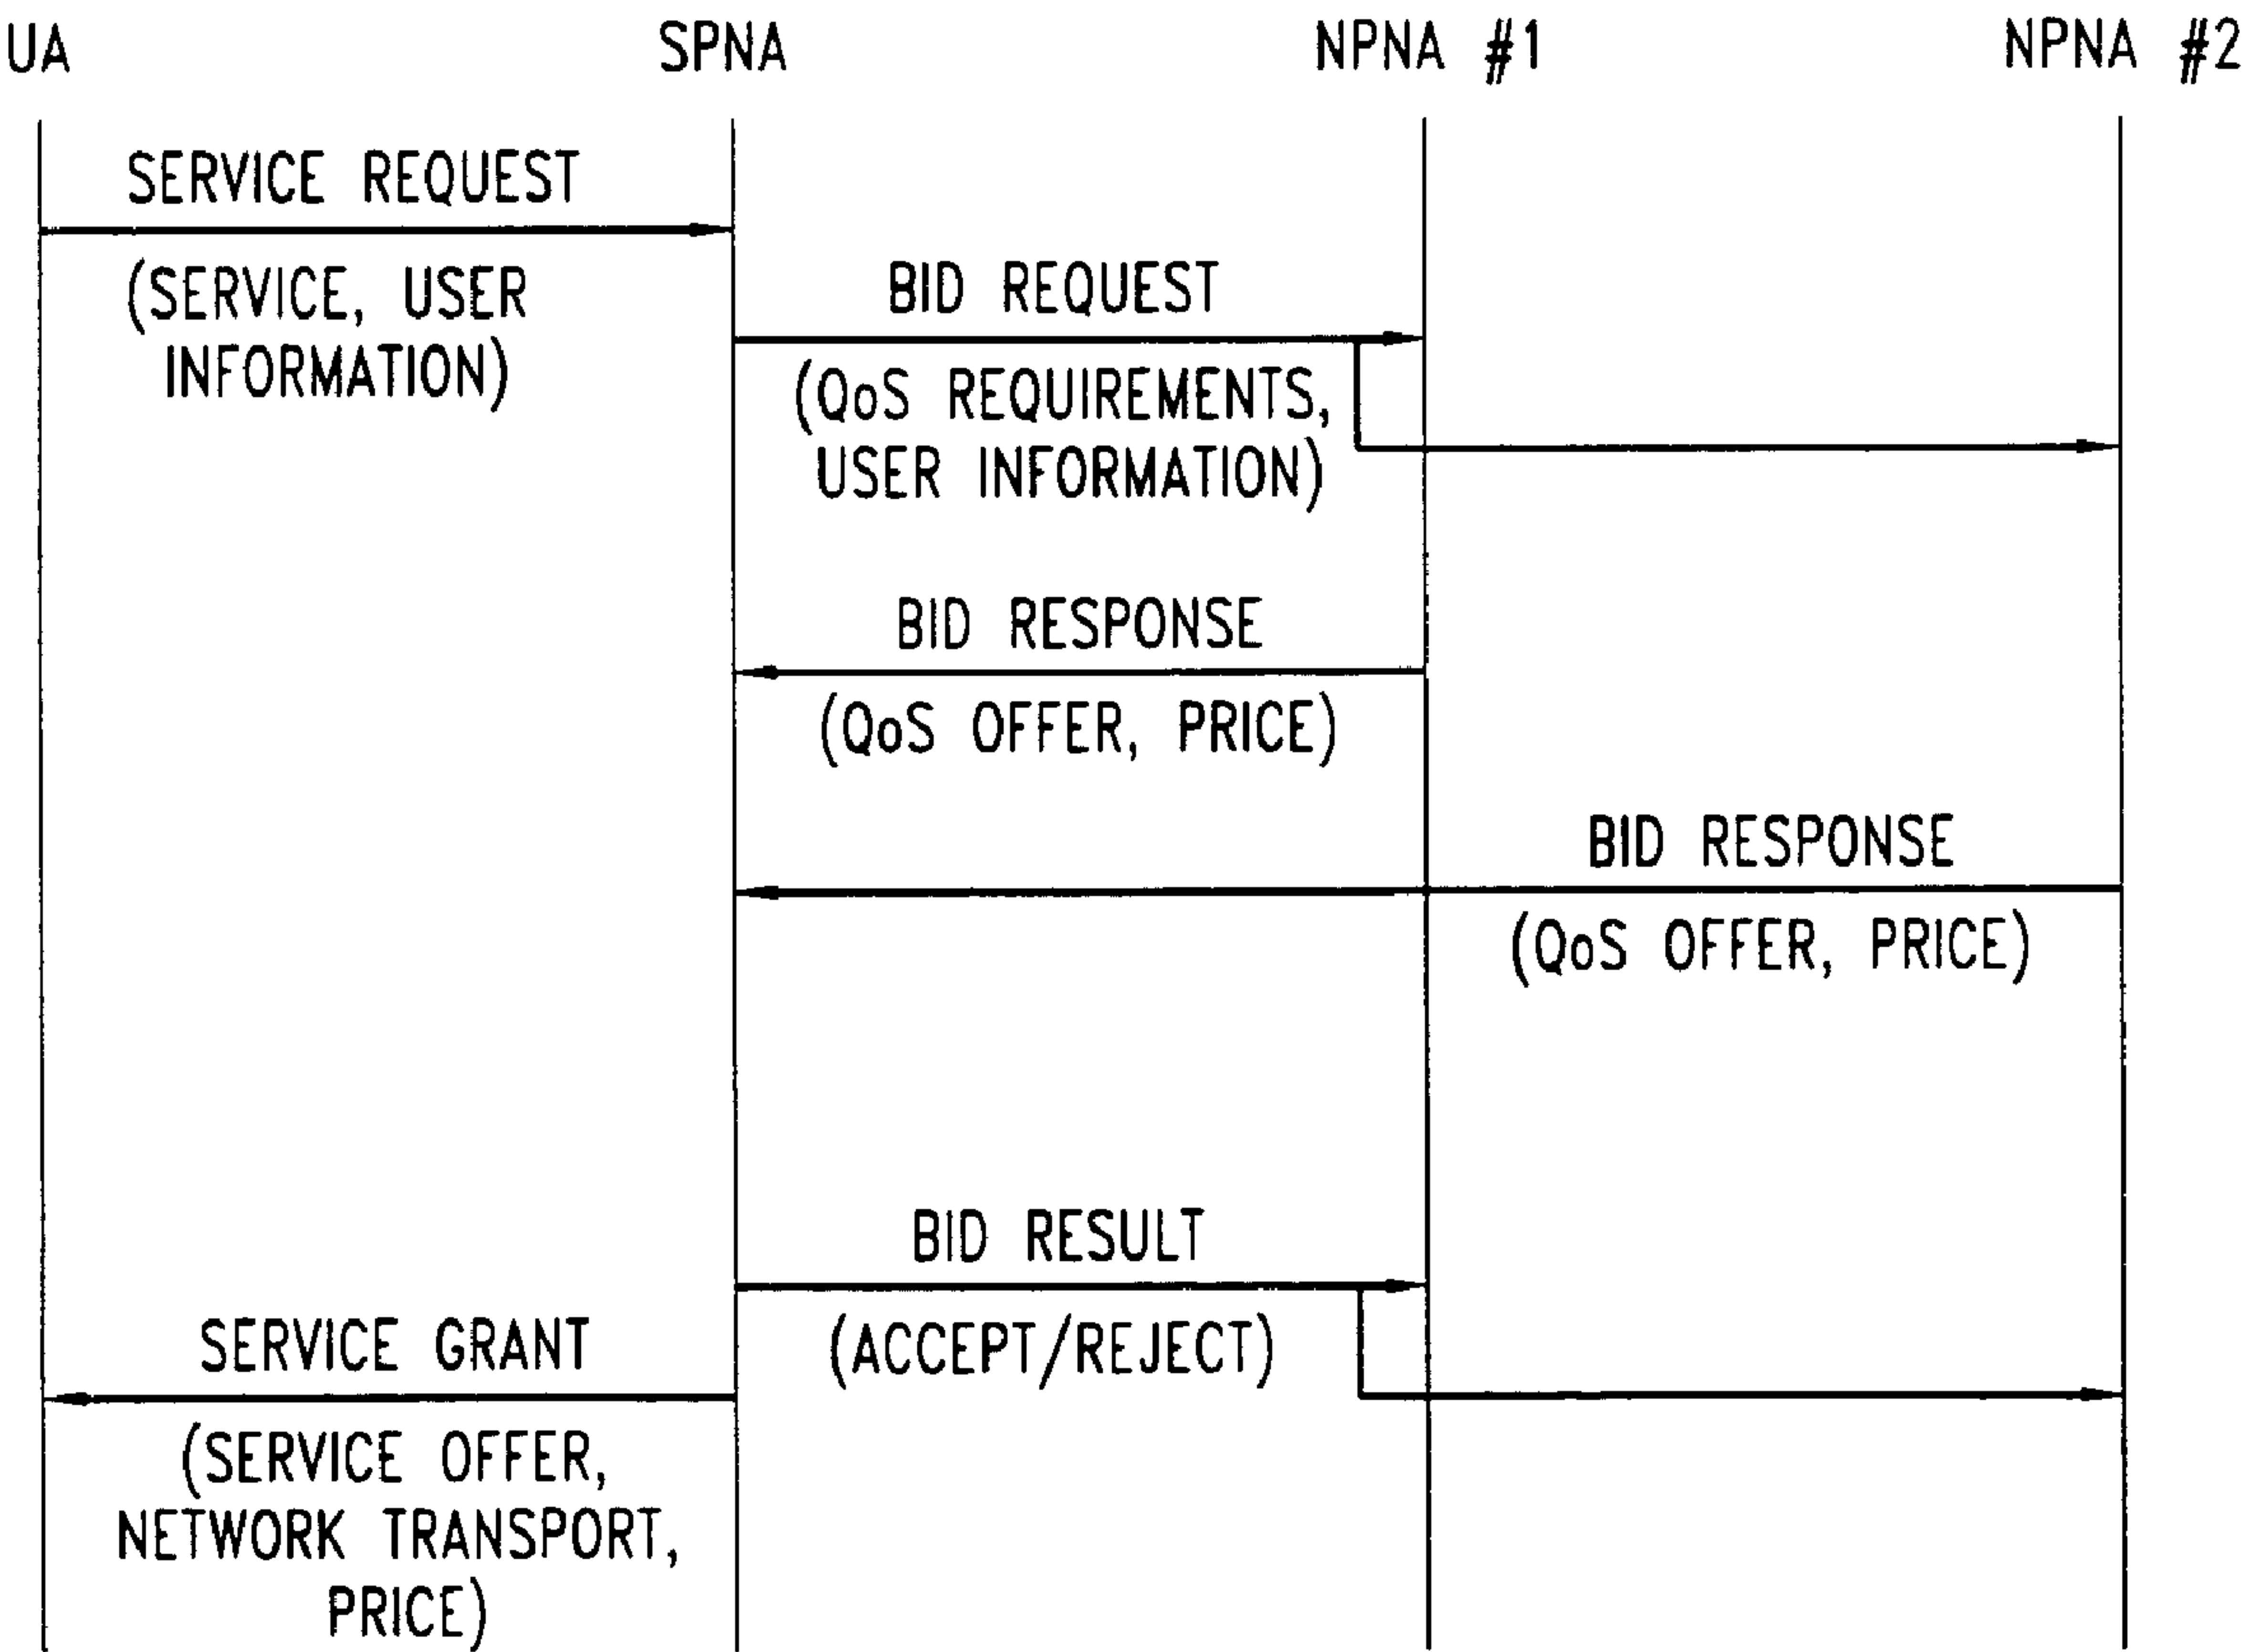 UA
SPNA
NPNA #1
NPNA #2
SERVICE REQUEST
(SERVICE, USER
INFORMATION)
BID REQUEST
(QoS REQUIREMENTS,
USER INFORMATION)
BID RESPONSE
(QoS OFFER, PRICE)
BID RESPONSE
(QoS OFFER, PRICE)
BID RESULT
(ACCEPT/REJECT)
SERVICE GRANT
(SERVICE OFFER,
NETWORK TRANSPORT,
PRICE)